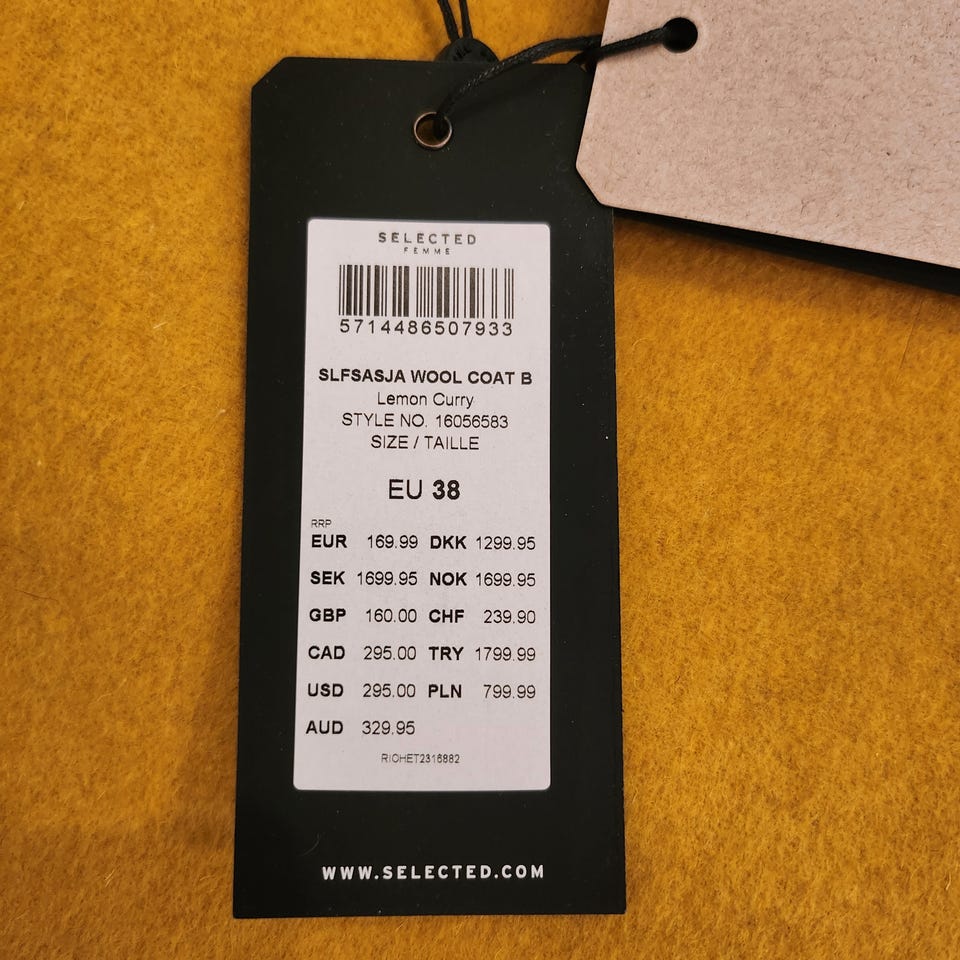 SELECTED
FEMME
5714486507933
SLFSASJA WOOL COAT B
Lemon Curry
STYLE NO. 16056583
SIZE / TAILLE
EU 38
RRP
EUR 169.99 DKK 1299.95
SEK 1699.95 NOK 1699.95
GBP 160.00 CHF 239.90
CAD 295.00 TRY 1799.99
USD 295.00 PLN 799.99
AUD 329.95
RICHET2316882
WWW.SELECTED.COM